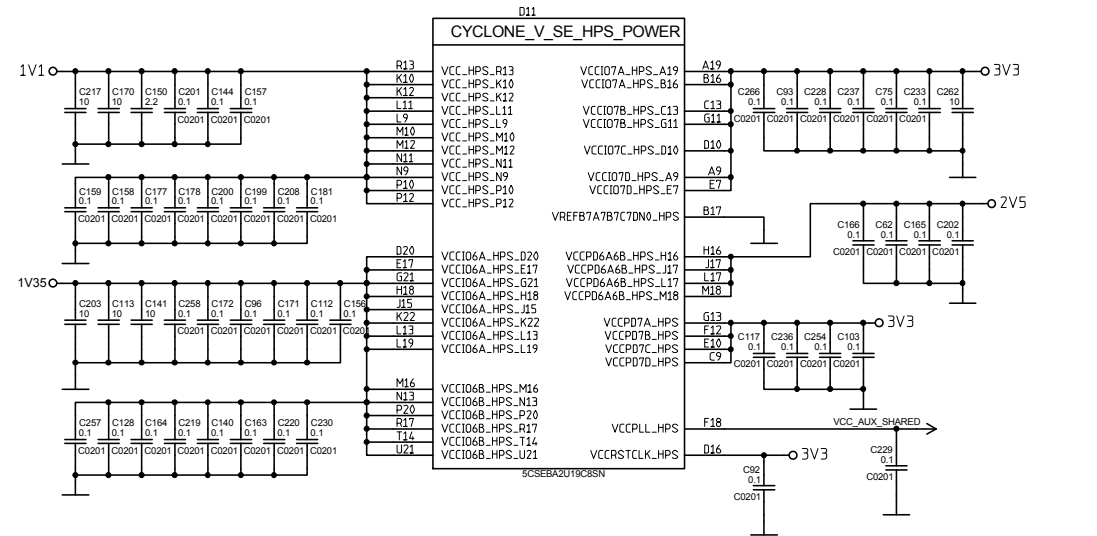 D11
CYCLONE_V_SE_HPS_POWER
1V1
C217 10
C170 10
C150 2.2
C201 0.1 C0201
C144 0.1 C0201
C157 0.1 C0201
C159 0.1 C0201
C158 0.1 C0201
C177 0.1 C0201
C178 0.1 C0201
C200 0.1 C0201
C199 0.1 C0201
C208 0.1 C0201
C181 0.1 C0201
1V35
C203 10
C113 10
C141 10
C258 0.1 C0201
C172 0.1 C0201
C96 0.1 C0201
C171 0.1 C0201
C112 0.1 C0201
C156 0.1 C0201
C257 0.1 C0201
C128 0.1 C0201
C164 0.1 C0201
C219 0.1 C0201
C140 0.1 C0201
C163 0.1 C0201
C220 0.1 C0201
C230 0.1 C0201
R13 VCC_HPS_R13
K10 VCC_HPS_K10
K12 VCC_HPS_K12
L11 VCC_HPS_L11
L9 VCC_HPS_L9
M10 VCC_HPS_M10
M12 VCC_HPS_M12
N11 VCC_HPS_N11
N9 VCC_HPS_N9
P10 VCC_HPS_P10
P12 VCC_HPS_P12
D20 VCCIO6A_HPS_D20
E17 VCCIO6A_HPS_E17
G21 VCCIO6A_HPS_G21
H18 VCCIO6A_HPS_H18
J15 VCCIO6A_HPS_J15
K22 VCCIO6A_HPS_K22
L13 VCCIO6A_HPS_L13
L19 VCCIO6A_HPS_L19
M16 VCCIO6B_HPS_M16
N13 VCCIO6B_HPS_N13
P20 VCCIO6B_HPS_P20
R17 VCCIO6B_HPS_R17
T14 VCCIO6B_HPS_T14
U21 VCCIO6B_HPS_U21
VCCIO7A_HPS_A19 A19
VCCIO7A_HPS_B16 B16
VCCIO7B_HPS_C13 C13
VCCIO7B_HPS_G11 G11
VCCIO7C_HPS_D10 D10
VCCIO7D_HPS_A9 A9
VCCIO7D_HPS_E7 E7
VREFB7A7B7C7DN0_HPS B17
VCCPD6A6B_HPS_H16 H16
VCCPD6A6B_HPS_J17 J17
VCCPD6A6B_HPS_L17 L17
VCCPD6A6B_HPS_M18 M18
VCCPD7A_HPS G13
VCCPD7B_HPS F12
VCCPD7C_HPS E10
VCCPD7D_HPS C9
VCCPLL_HPS F18
VCCRSTCLK_HPS D16
5CSEBA2U19C8SN
3V3
C266 0.1 C0201
C93 0.1 C0201
C228 0.1 C0201
C237 0.1 C0201
C75 0.1 C0201
C233 0.1 C0201
C262 10
2V5
C166 0.1 C0201
C62 0.1 C0201
C165 0.1 C0201
C202 0.1 C0201
3V3
C117 0.1 C0201
C236 0.1 C0201
C254 0.1 C0201
C103 0.1 C0201
VCC_AUX_SHARED
C229 0.1 C0201
3V3
C92 0.1 C0201